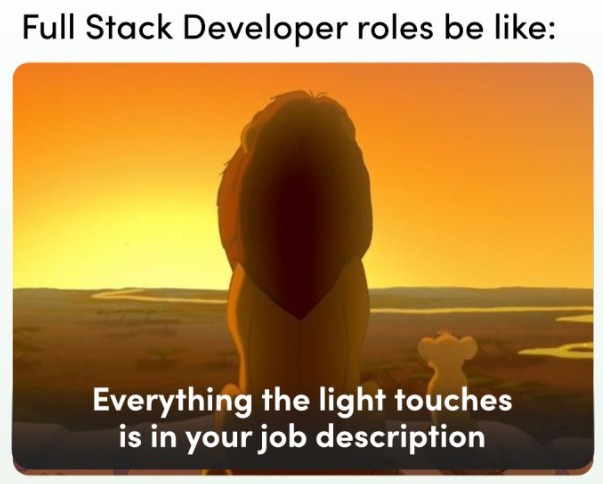 Full Stack Developer roles be like:
Everything the light touches
is in your job description